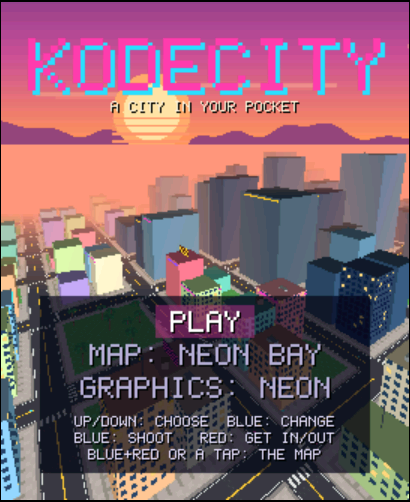 KODECITY
A CITY IN YOUR POCKET
PLAY
MAP: NEON BAY
GRAPHICS: NEON
UP/DOWN: CHOOSE BLUE: CHANGE
BLUE: SHOOT RED: GET IN/OUT
BLUE+RED OR A TAP: THE MAP